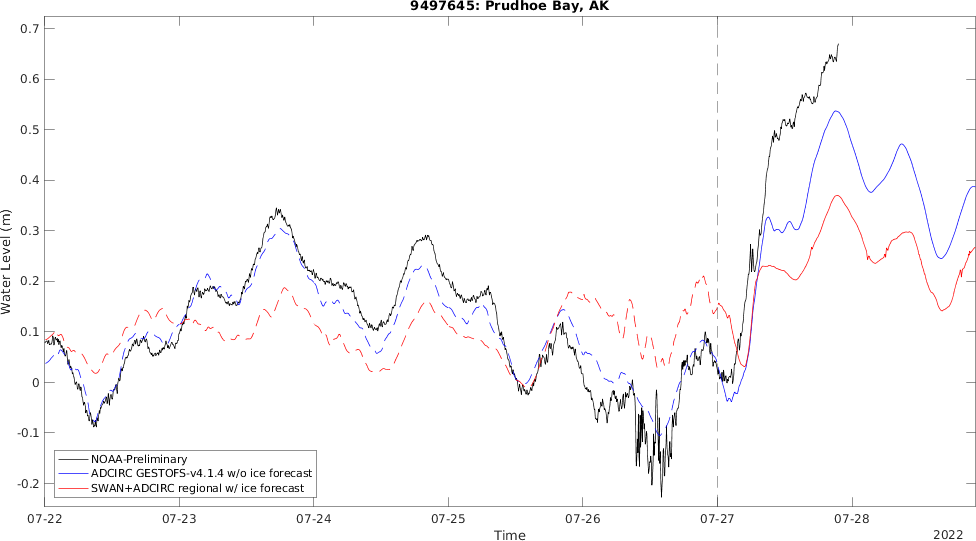 9497645: Prudhoe Bay, AK
0.7
0.6
0.5
0.4
0.3
0.2
0.1
0
-0.1
-0.2
Water Level (m)
NOAA-Preliminary
ADCIRC GESTOFS-v4.1.4 w/o ice forecast
SWAN+ADCIRC regional w/ ice forecast
07-22 07-23 07-24 07-25 07-26 07-27 07-28
Time
2022